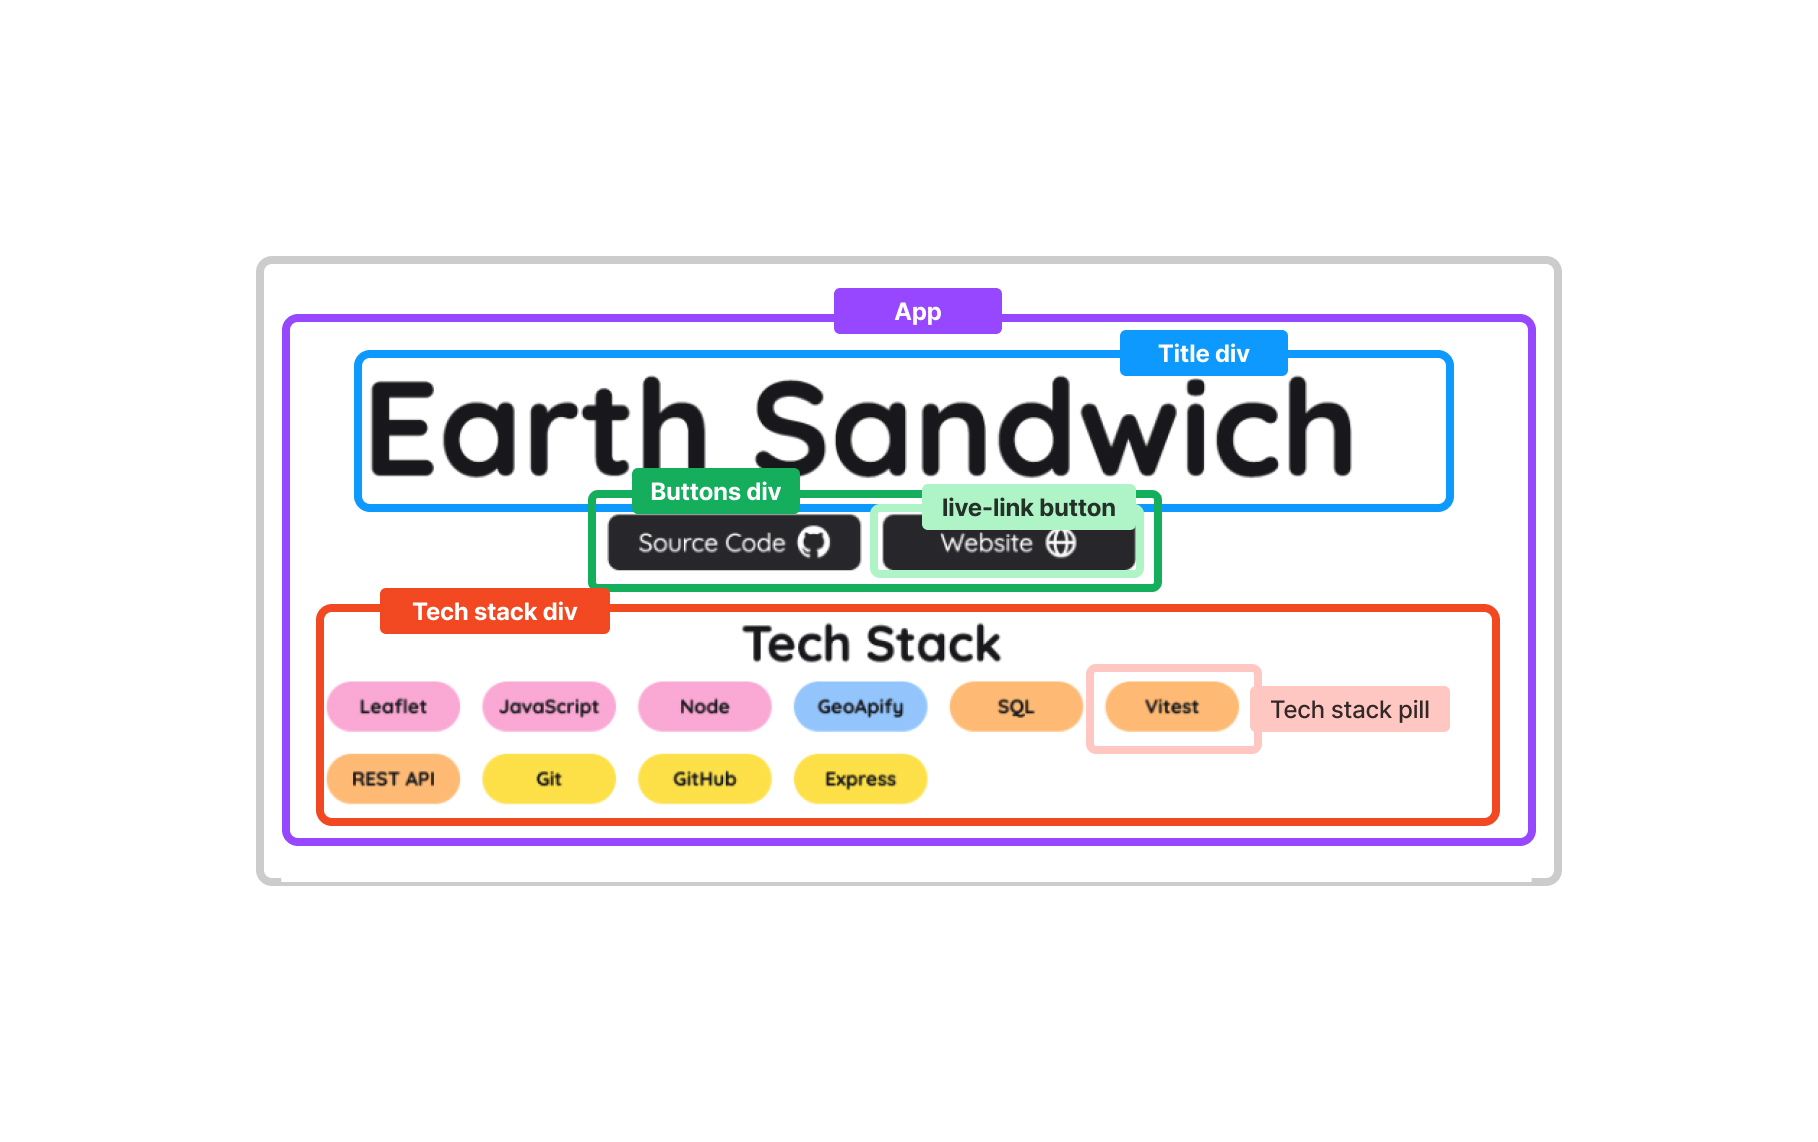 App
Title div
Earth Sandwich
Buttons div
live-link button
Source Code
Website
Tech stack div
Tech Stack
Leaflet JavaScript Node GeoApify SQL Vitest
Tech stack pill
REST API Git GitHub Express